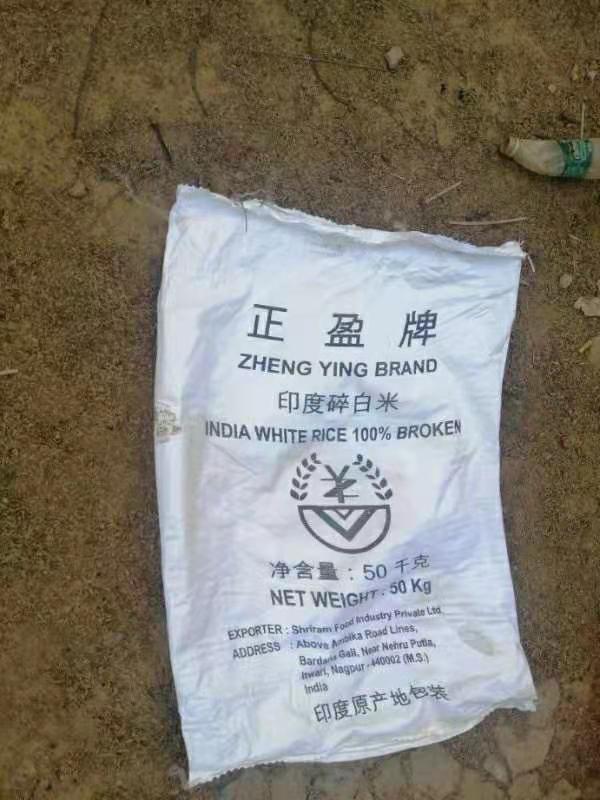 正盈牌
ZHENG YING BRAND
印度碎白米
INDIA WHITE RICE 100% BROKEN
净含量：50 千克
NET WEIGHT : 50 Kg
EXPORTER : Shriram Food Industry Private Ltd.
ADDRESS : Above Ambika Road Lines,
Bardana Gali, Near Nehru Putla,
Itwari, Nagpur - 440002 (M.S.)
India
印度原产地包装